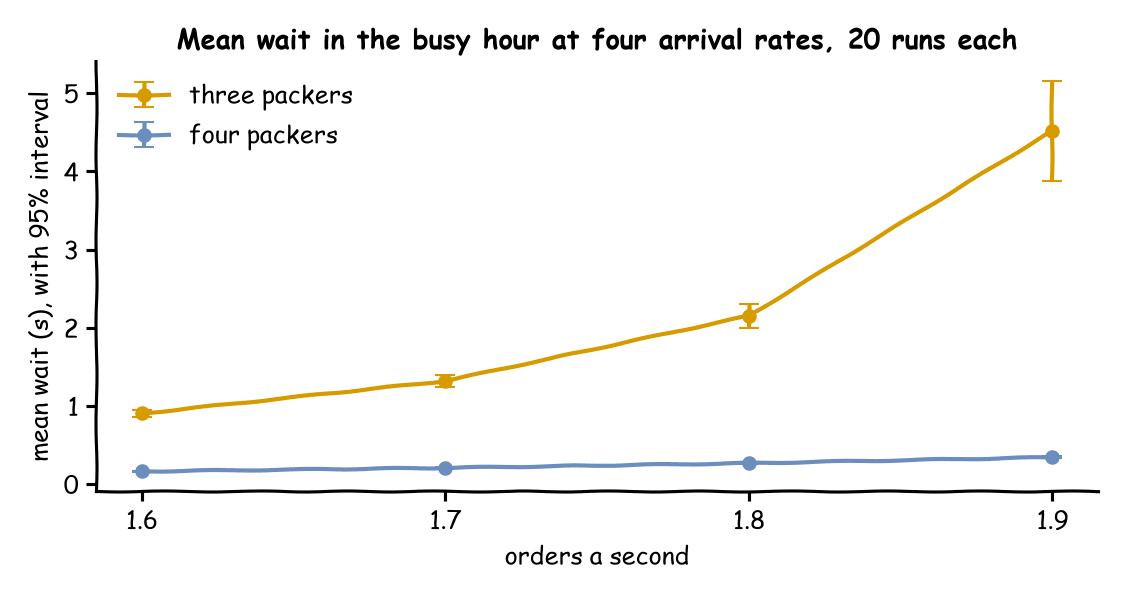 Mean wait in the busy hour at four arrival rates, 20 runs each
mean wait (s), with 95% interval
5
4
3
2
1
0
three packers
four packers
1.6
1.7
1.8
1.9
orders a second